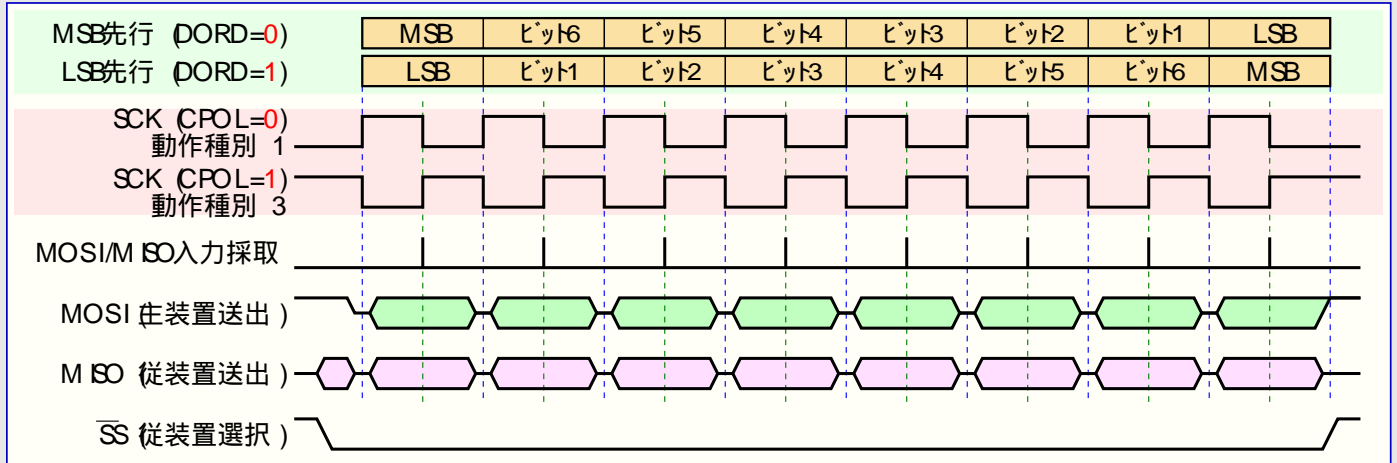 MSB先行 (DORD=0) MSB ビット6 ビット5 ビット4 ビット3 ビット2 ビット1 LSB
LSB先行 (DORD=1) LSB ビット1 ビット2 ビット3 ビット4 ビット5 ビット6 MSB
SCK (CPOL=0)
動作種別 1
SCK (CPOL=1)
動作種別 3
MOSI/MISO入力採取
MOSI (主装置送出)
MISO (従装置送出)
SS (従装置選択)